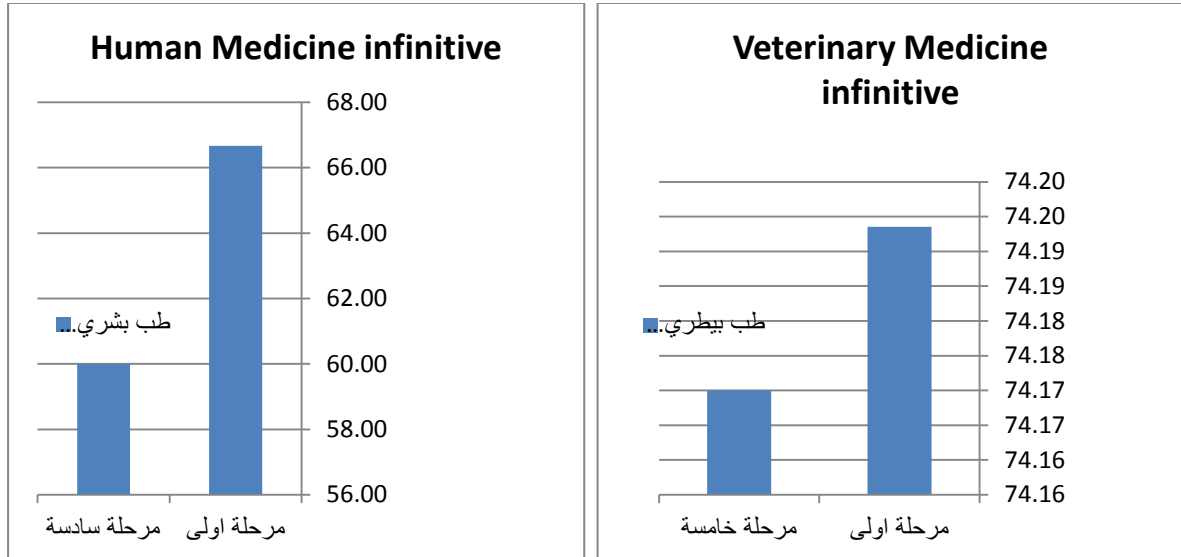 Human Medicine infinitive
68.00
66.00
64.00
62.00
60.00
58.00
56.00
طب بشري...
مرحلة اولى
مرحلة سادسة
Veterinary Medicine
infinitive
74.20
74.20
74.19
74.19
74.18
74.18
74.17
74.17
74.16
74.16
طب بيطري...
مرحلة اولى
مرحلة خامسة